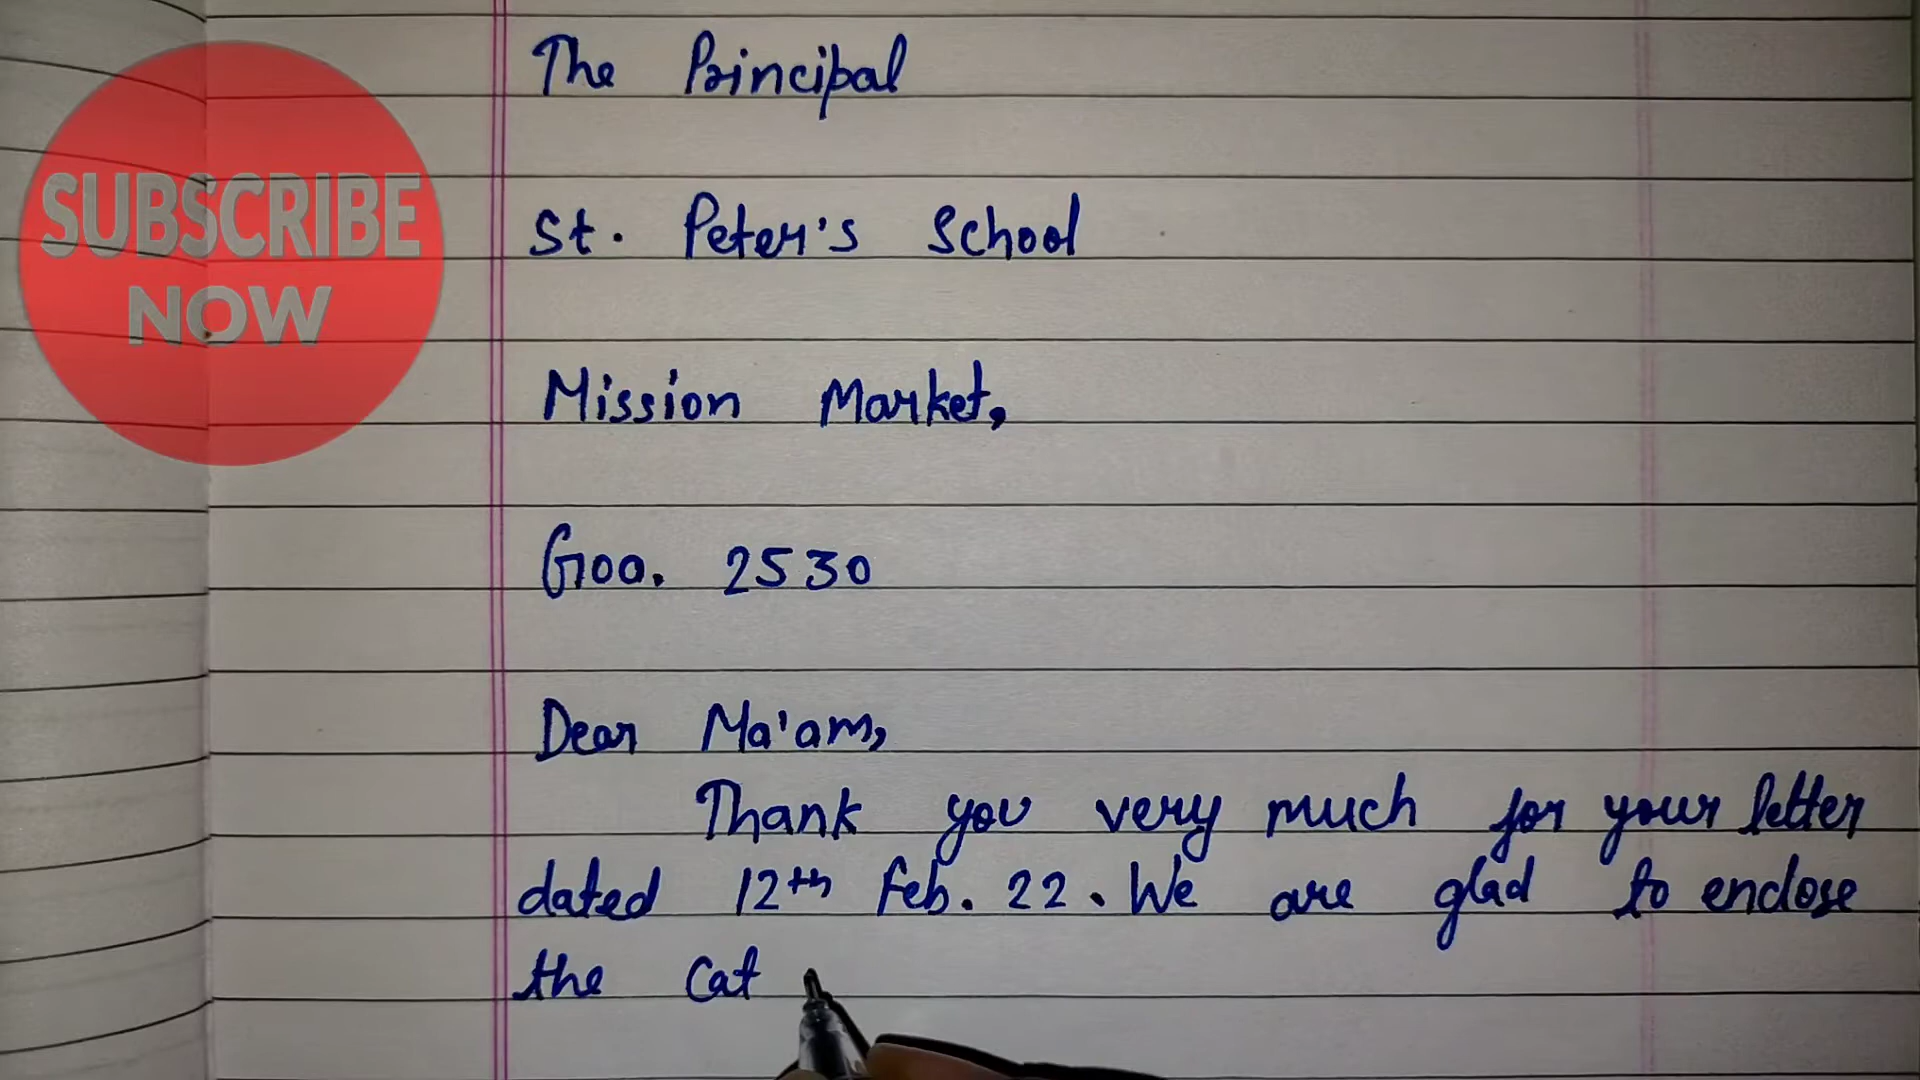 The Principal
SUBSCRIBE
NOW
St. Peter's School
Mission Market,
Goa. 2530
Dear Ma'am,
Thank you very much for your letter
dated 12th Feb. 22. We are glad to enclose
the Cat